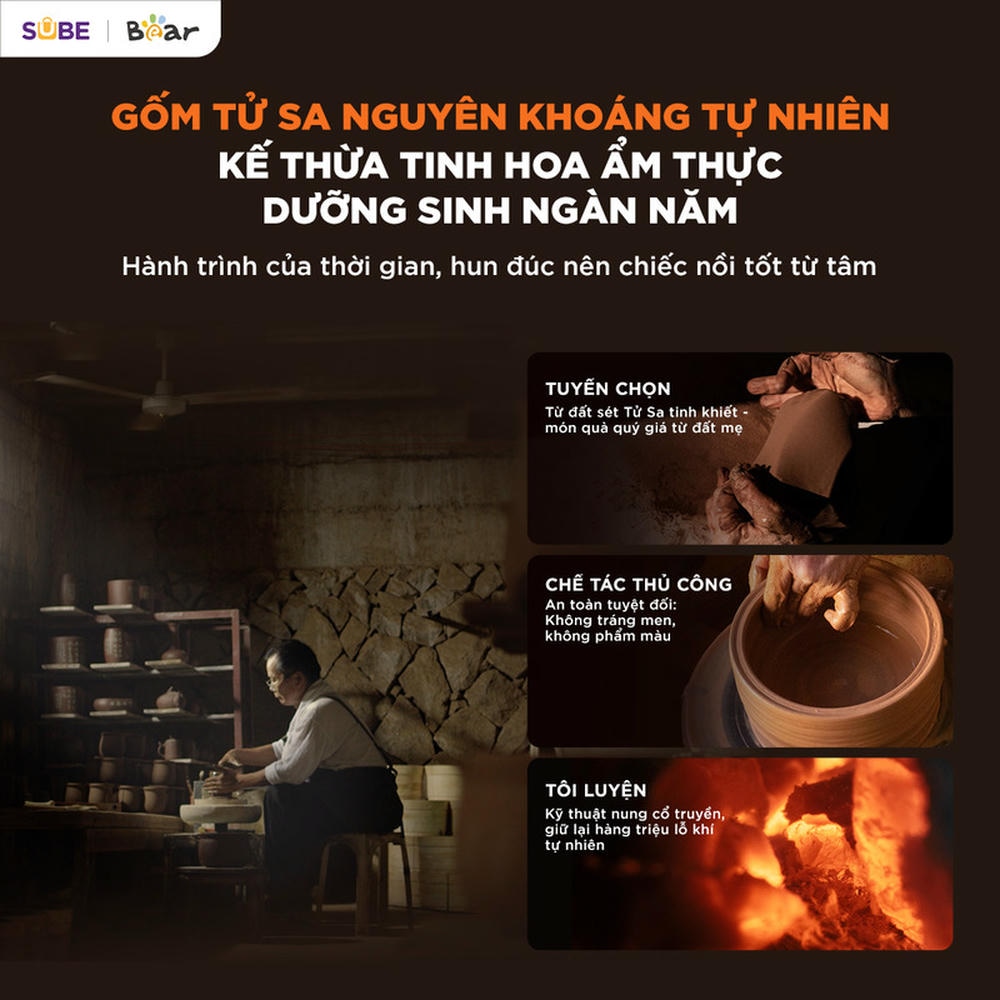 SUBE
Bear
GỐM TỬ SA NGUYÊN KHOÁNG TỰ NHIÊN
KẾ THỪA TINH HOA ẨM THỰC
DƯỠNG SINH NGÀN NĂM
Hành trình của thời gian, hun đúc nên chiếc nồi tốt từ tâm
TUYỂN CHỌN
Từ đất sét Tử Sa tinh khiết -
món quà quý giá từ đất mẹ
CHẾ TÁC THỦ CÔNG
An toàn tuyệt đối:
Không tráng men,
không phẩm màu
TÔI LUYỆN
Kỹ thuật nung cổ truyền,
giữ lại hàng triệu lỗ khí
tự nhiên